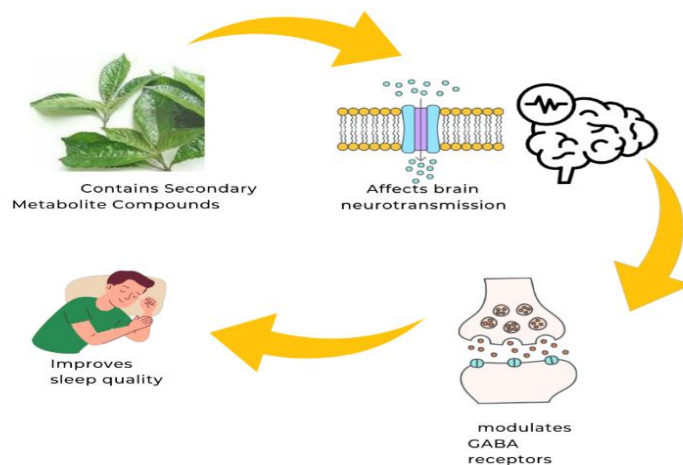 Contains Secondary
Metabolite Compounds
Affects brain
neurotransmission
modulates
GABA
receptors
Improves
sleep quality